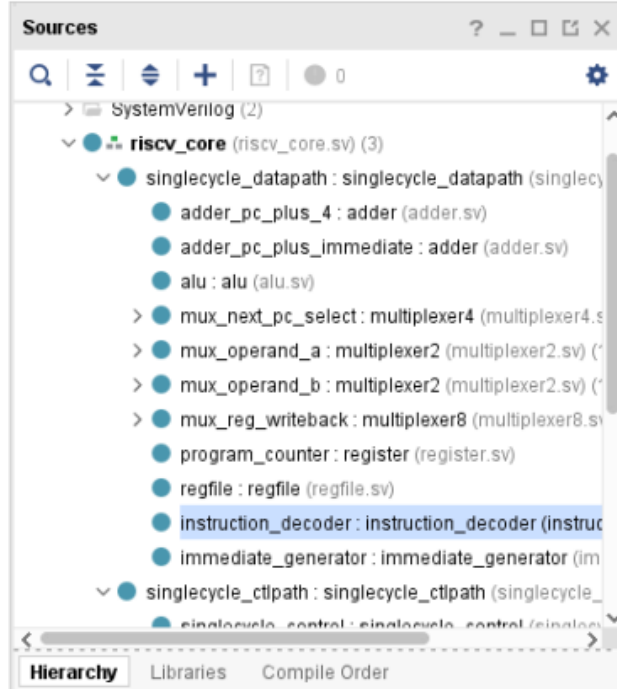 Sources
0
SystemVerilog (2)
riscv_core (riscv_core.sv) (3)
singlecycle_datapath : singlecycle_datapath (singlecy
adder_pc_plus_4 : adder (adder.sv)
adder_pc_plus_immediate : adder (adder.sv)
alu : alu (alu.sv)
mux_next_pc_select : multiplexer4 (multiplexer4.s
mux_operand_a : multiplexer2 (multiplexer2.sv) (
mux_operand_b : multiplexer2 (multiplexer2.sv) (
mux_reg_writeback : multiplexer8 (multiplexer8.sv
program_counter : register (register.sv)
regfile : regfile (regfile.sv)
instruction_decoder : instruction_decoder (instruc
immediate_generator : immediate_generator (im
singlecycle_ctlpath : singlecycle_ctlpath (singlecycle_
singlecycle_control : singlecycle_control (singlecy
Hierarchy Libraries Compile Order